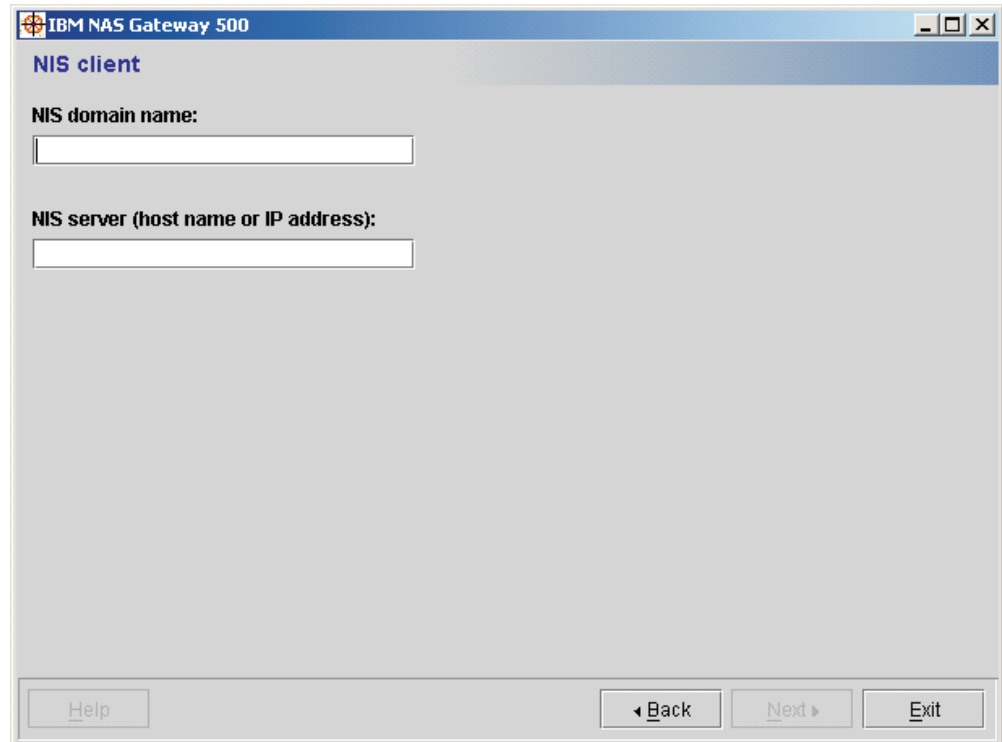 IBM NAS Gateway 500
NIS client
NIS domain name:
NIS server (host name or IP address):
Help
Back
Next
Exit